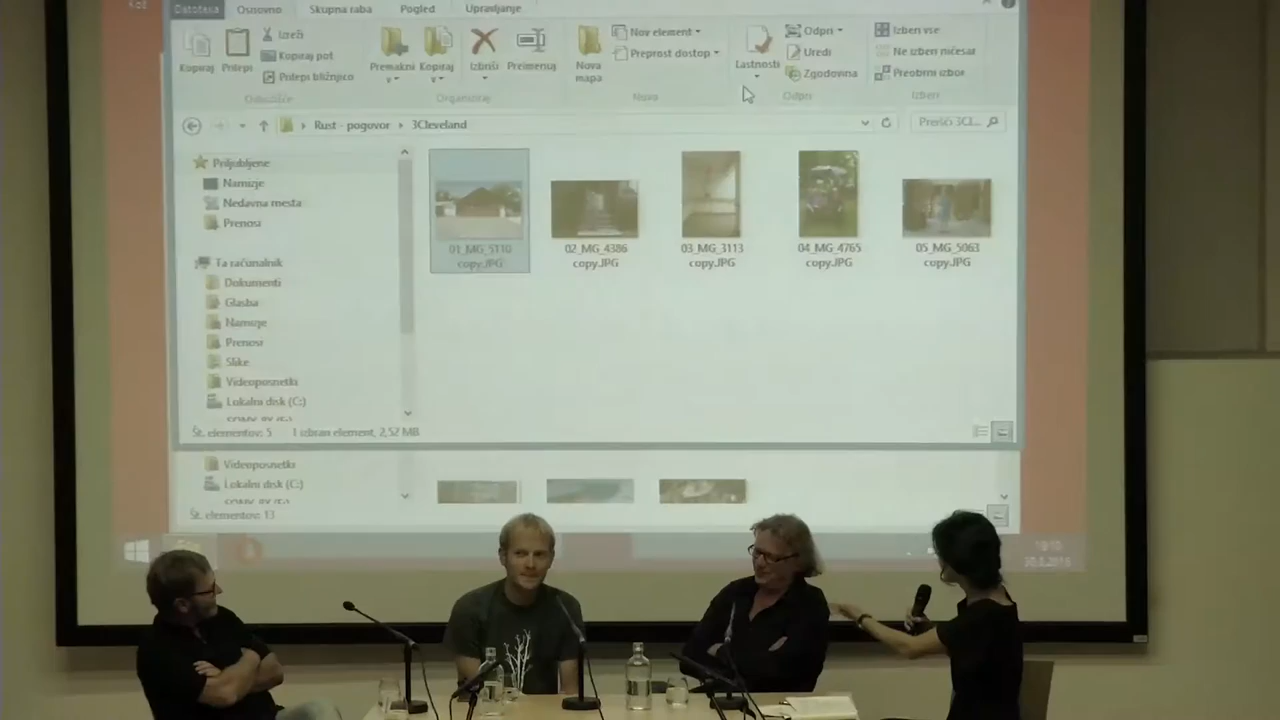 Koš
Datoteka Osnovno Skupna raba Pogled Upravljanje
Kopiraj Prilepi Izreži Kopiraj pot Prilepi bližnjico
Premakni v Kopiraj v Izbriši Preimenuj
Nova mapa Nov element Preprost dostop
Lastnosti Odpri Uredi Zgodovina
Izberi vse Ne izberi ničesar Preobrni izbor
Odložišče Organiziraj Novo Odpri Izberi
Rust - pogovor 3Cleveland Preišči 3Cl...
Priljubljene
Namizje
Nedavna mesta
Prenosi
Ta računalnik
Dokumenti
Glasba
Namizje
Prenosi
Slike
Videoposnetki
Lokalni disk (C:)
01_MG_5110 copy.JPG
02_MG_4386 copy.JPG
03_MG_3113 copy.JPG
04_MG_4765 copy.JPG
05_MG_5063 copy.JPG
Št. elementov: 5 1 izbran element, 2,52 MB
Videoposnetki
Lokalni disk (C:)
Št. elementov: 13